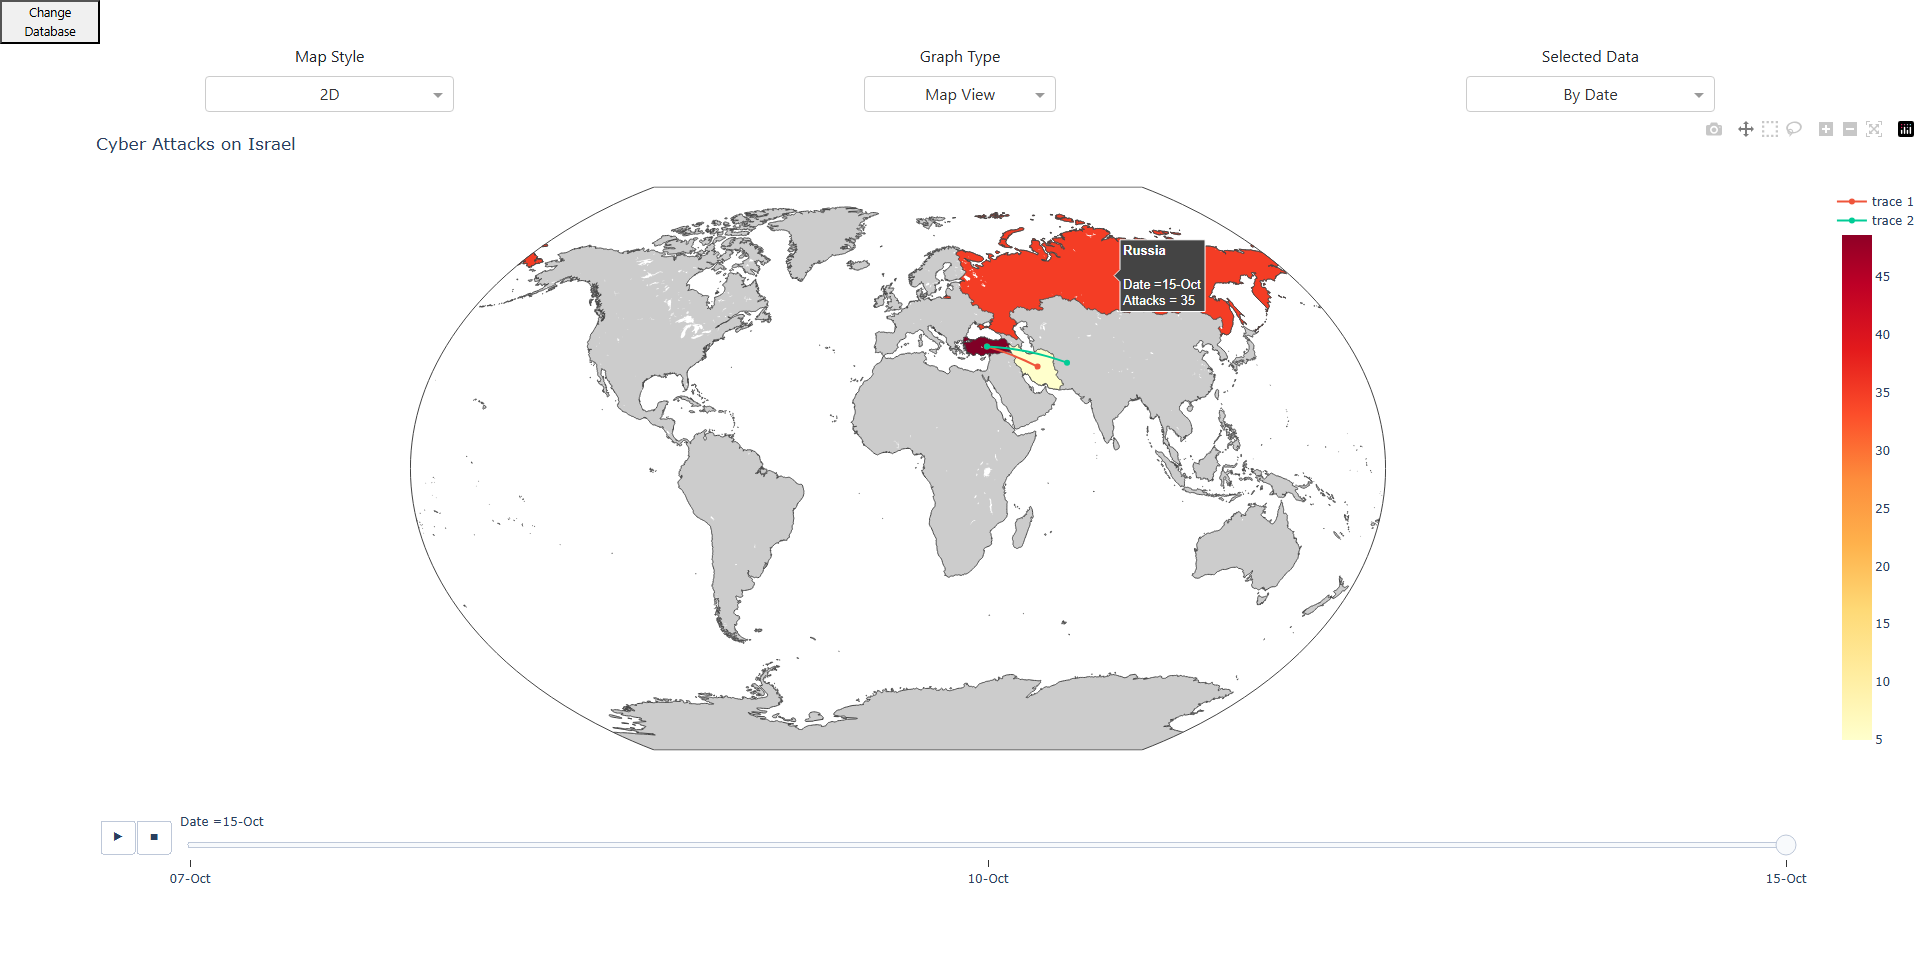 Change
Database
Map Style
Graph Type
Selected Data
2D
Map View
By Date
Cyber Attacks on Israel
trace 1
trace 2
Russia
Date =15-Oct
Attacks = 35
45
40
35
30
25
20
15
10
5
Date =15-Oct
07-Oct
10-Oct
15-Oct